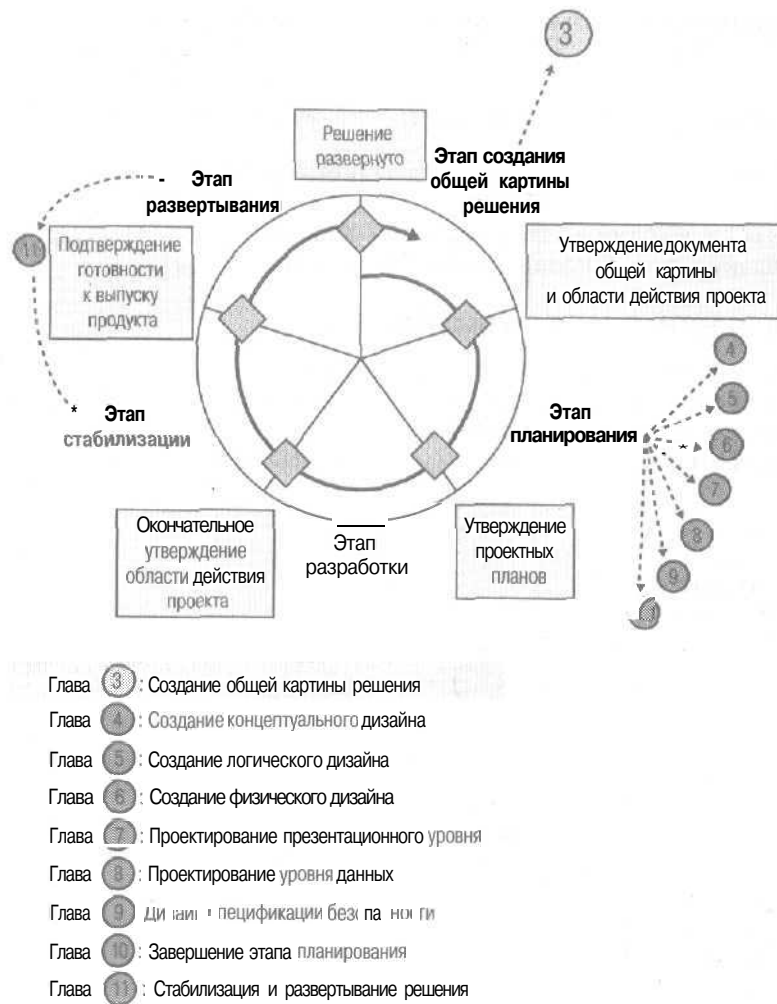 3
Решение
развернуто
Этап создания
общей картины
решения
- Этап
развертывания
11
Подтверждение
готовности
к выпуску
продукта
Утверждение документа
общей картины
и области действия проекта
4
5
6
7
8
9
* Этап
стабилизации
Этап
планирования
Окончательное
утверждение
области действия
проекта
Этап
разработки
Утверждение
проектных
планов
Глава 3 : Создание общей картины решения
Глава 4 : Создание концептуального дизайна
Глава 5 : Создание логического дизайна
Глава 6 : Создание физического дизайна
Глава 7 : Проектирование презентационного уровня
Глава 8 : Проектирование уровня данных
Глава 9
Глава 10 : Завершение этапа планирования
Глава 11 : Стабилизация и развертывание решения